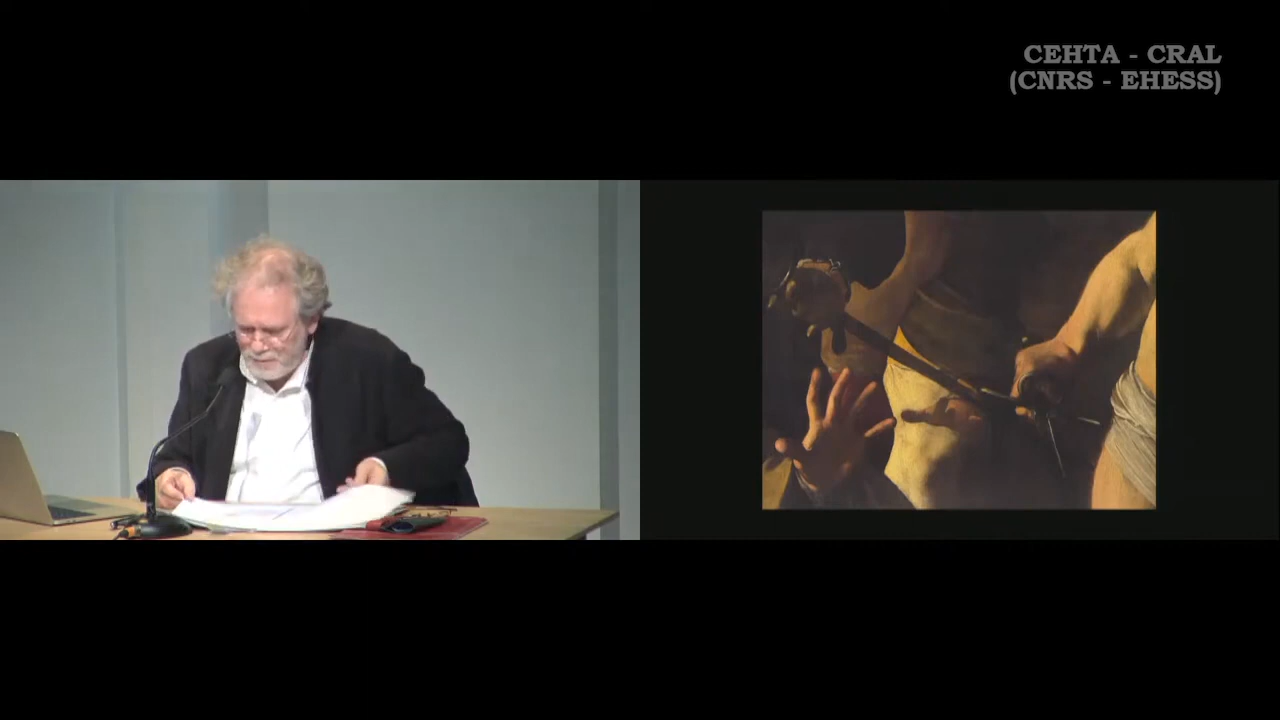 CEHTA - CRAL
(CNRS - EHESS)